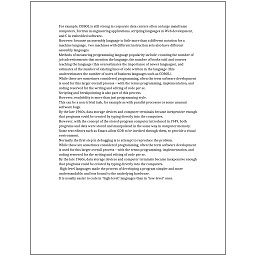 For example, COBOL is still strong in corporate data centers often on large mainframe
computers, Fortran in engineering applications, scripting languages in Web development,
and C in embedded software.
However, because an assembly language is little more than a different notation for a
machine language, two machines with different instruction sets also have different
assembly languages.
Methods of measuring programming language popularity include: counting the number of
job advertisements that mention the language, the number of books sold and courses
teaching the language (this overestimates the importance of newer languages), and
estimates of the number of existing lines of code written in the language (this
underestimates the number of users of business languages such as COBOL).
While these are sometimes considered programming, often the term software development
is used for this larger overall process – with the terms programming, implementation, and
coding reserved for the writing and editing of code per se.
Scripting and breakpointing is also part of this process.
However, readability is more than just programming style.
This can be a non-trivial task, for example as with parallel processes or some unusual
software bugs.
By the late 1960s, data storage devices and computer terminals became inexpensive enough
that programs could be created by typing directly into the computers.
However, with the concept of the stored-program computer introduced in 1949, both
programs and data were stored and manipulated in the same way in computer memory.
Some text editors such as Emacs allow GDB to be invoked through them, to provide a visual
environment.
Normally the first step in debugging is to attempt to reproduce the problem.
While these are sometimes considered programming, often the term software development
is used for this larger overall process – with the terms programming, implementation, and
coding reserved for the writing and editing of code per se.
By the late 1960s, data storage devices and computer terminals became inexpensive enough
that programs could be created by typing directly into the computers.
High-level languages made the process of developing a program simpler and more
understandable, and less bound to the underlying hardware.
It is usually easier to code in "high-level" languages than in "low-level" ones.